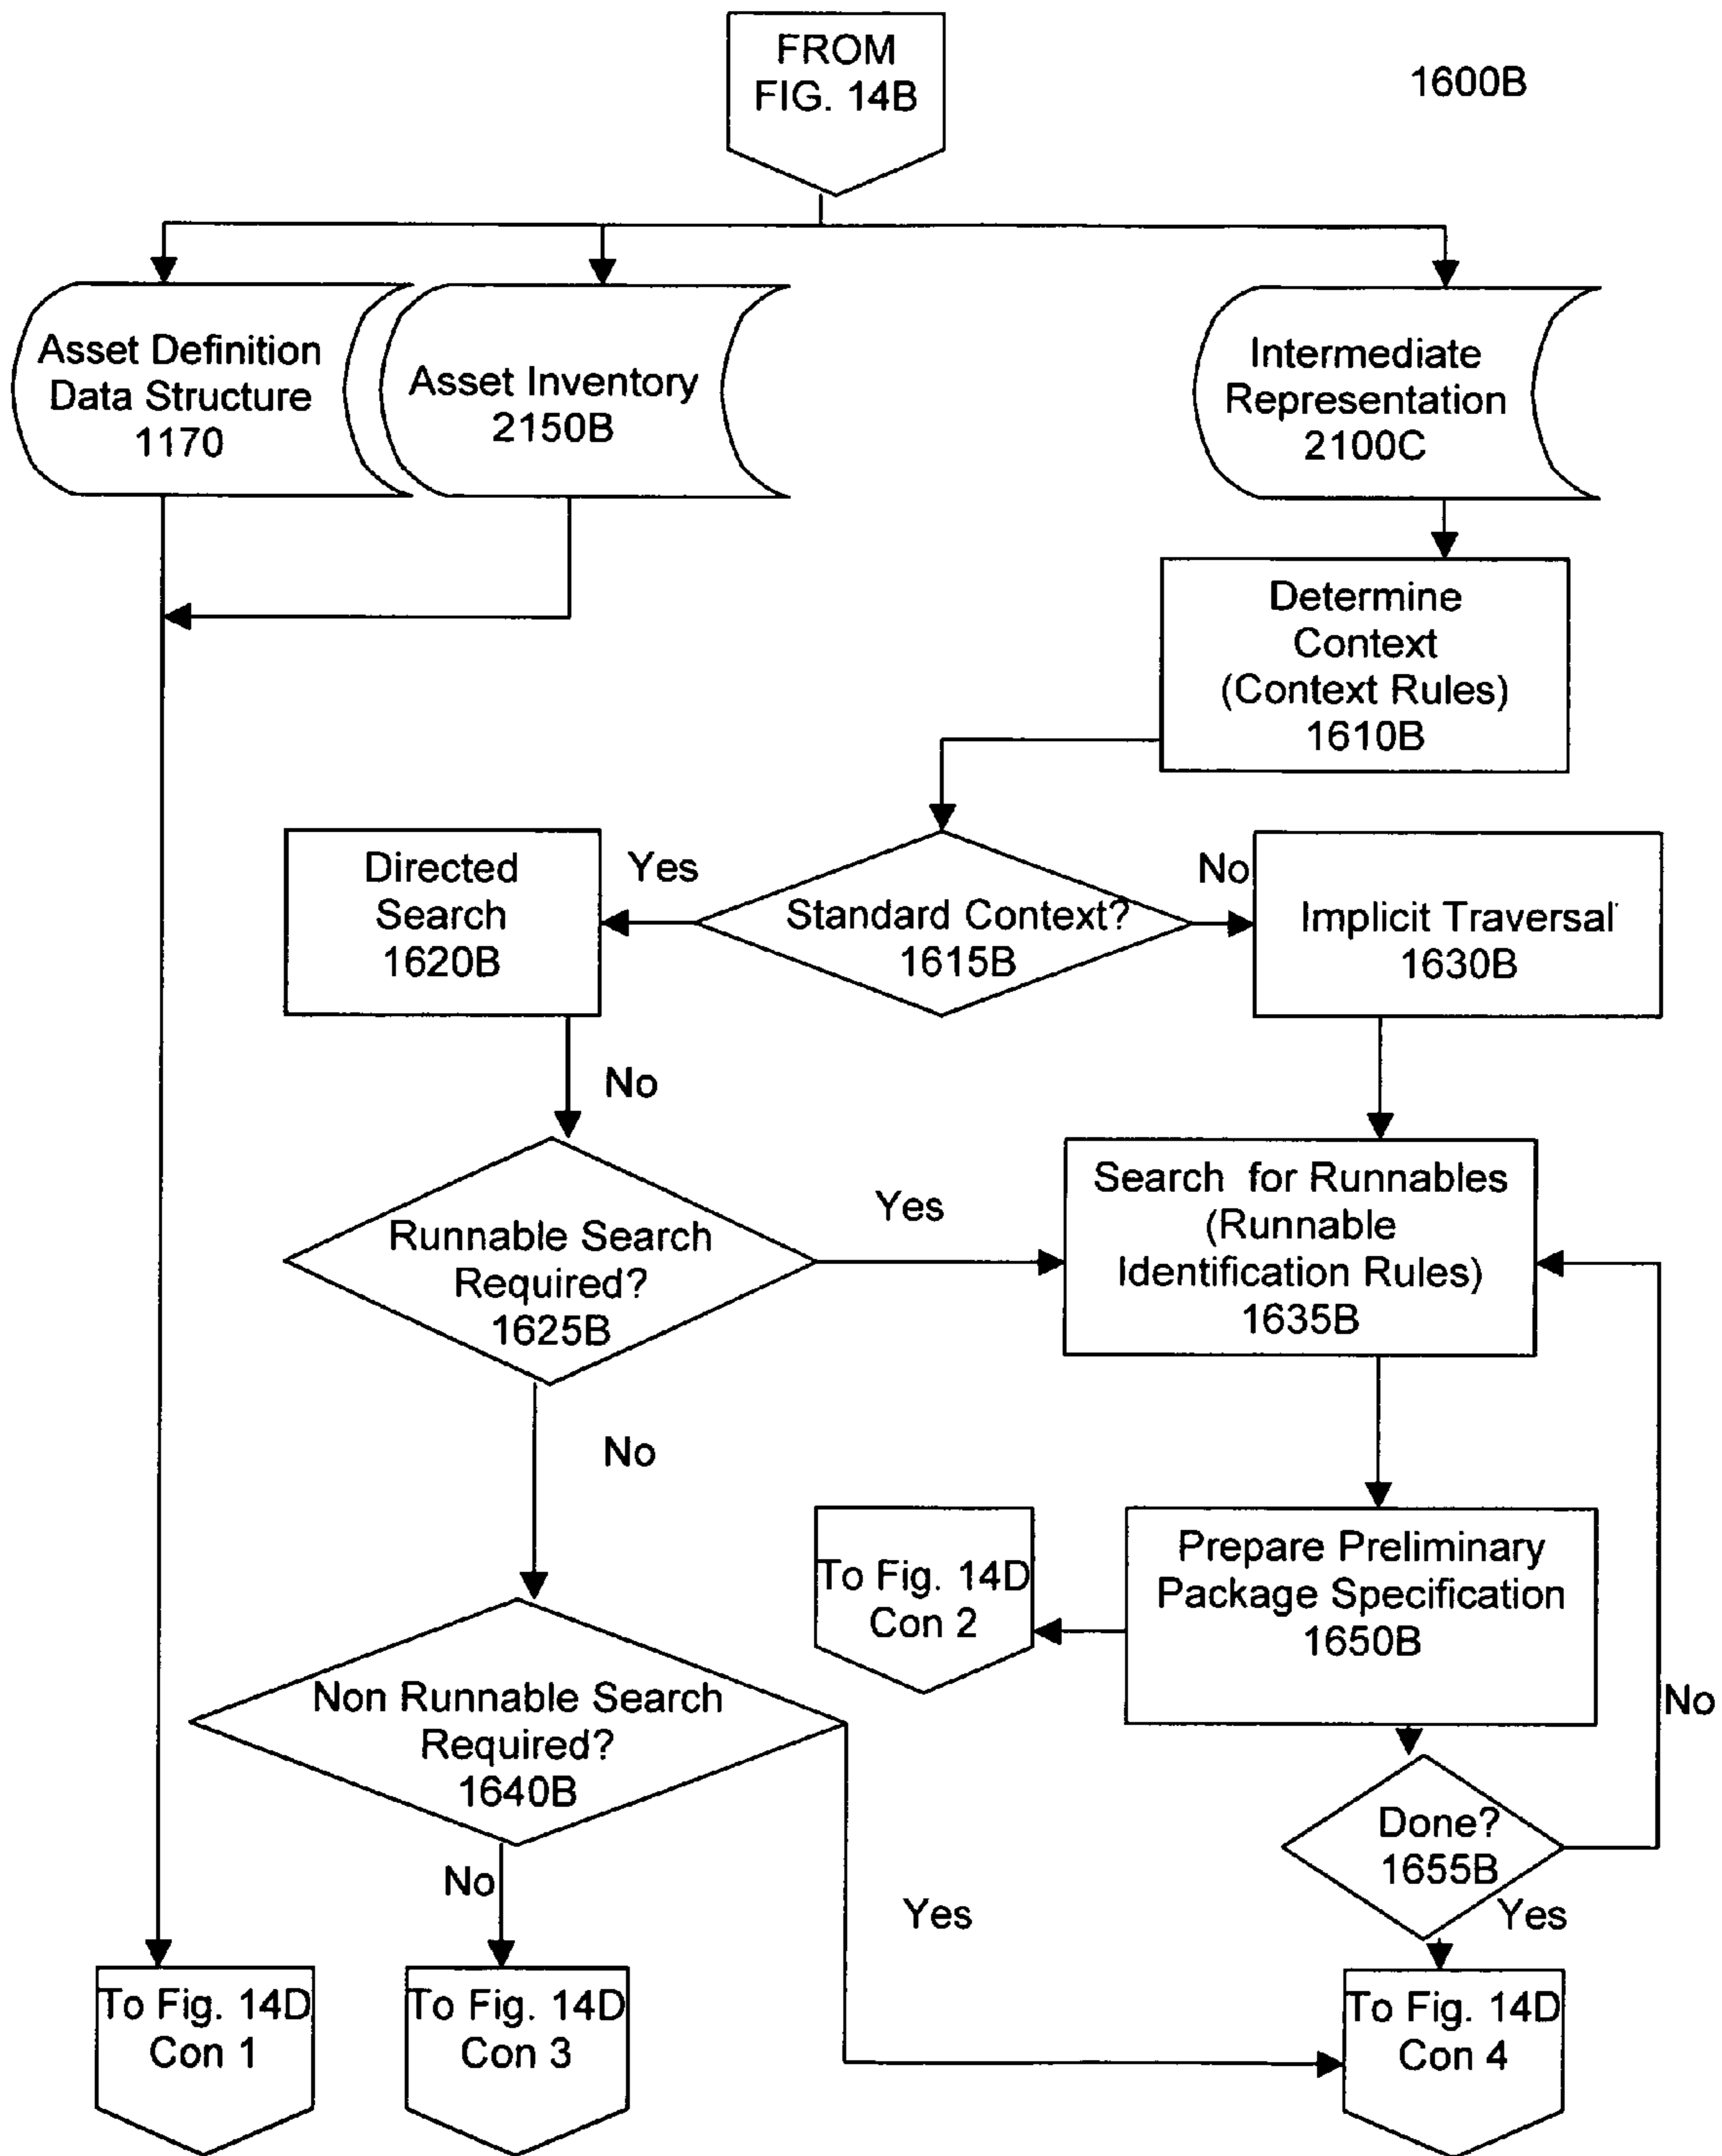 FROM
FIG. 14B
1600B
Asset Definition
Data Structure
1170
Asset Inventory
2150B
Intermediate
Representation
2100C
Determine
Context
(Context Rules)
1610B
Directed
Search
1620B
Yes
Standard Context?
1615B
No
Implicit Traversal
1630B
No
Runnable Search
Required?
1625B
Yes
Search for Runnables
(Runnable
Identification Rules)
1635B
No
To Fig. 14D
Con 2
Prepare Preliminary
Package Specification
1650B
Non Runnable Search
Required?
1640B
No
Done?
1655B
No
Yes
Yes
To Fig. 14D
Con 1
To Fig. 14D
Con 3
To Fig. 14D
Con 4